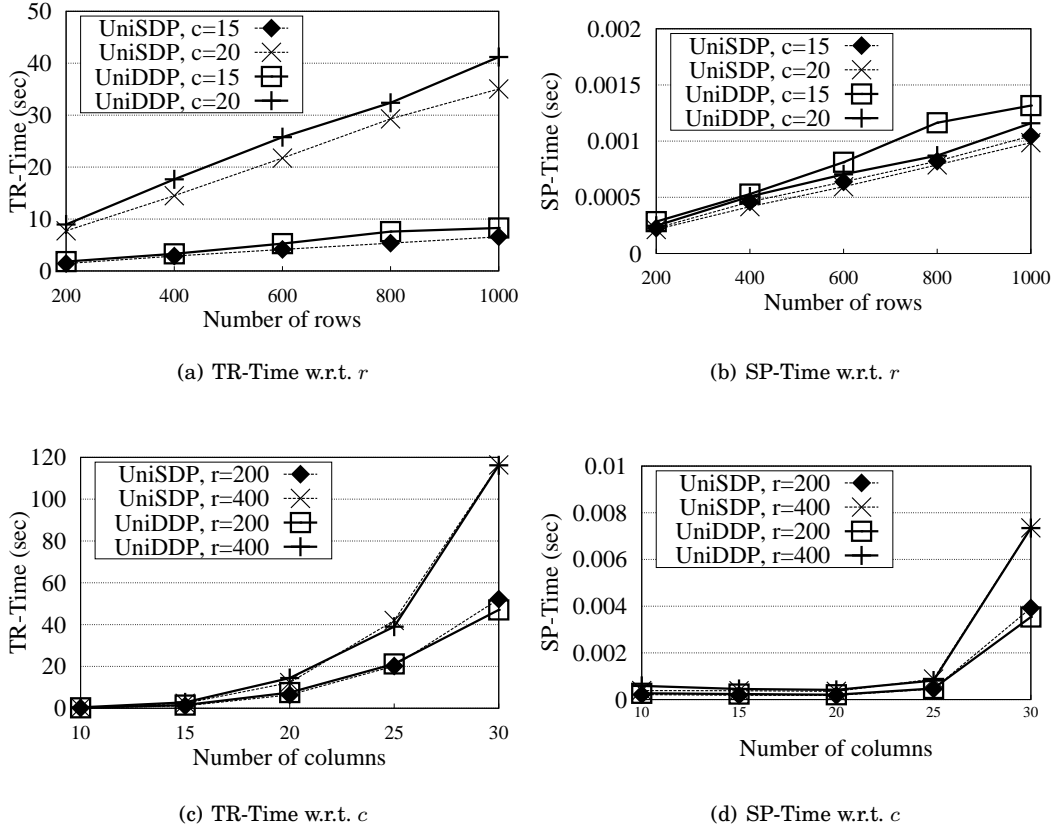 50
40
30
20
10
0
TR-Time (sec)
UniSDP, c=15
UniSDP, c=20
UniDDP, c=15
UniDDP, c=20
200 400 600 800 1000
Number of rows
(a) TR-Time w.r.t. r
0.002
0.0015
0.001
0.0005
0
SP-Time (sec)
UniSDP, c=15
UniSDP, c=20
UniDDP, c=15
UniDDP, c=20
200 400 600 800 1000
Number of rows
(b) SP-Time w.r.t. r
120
100
80
60
40
20
0
TR-Time (sec)
UniSDP, r=200
UniSDP, r=400
UniDDP, r=200
UniDDP, r=400
10 15 20 25 30
Number of columns
(c) TR-Time w.r.t. c
0.01
0.008
0.006
0.004
0.002
0
SP-Time (sec)
UniSDP, r=200
UniSDP, r=400
UniDDP, r=200
UniDDP, r=400
10 15 20 25 30
Number of columns
(d) SP-Time w.r.t. c